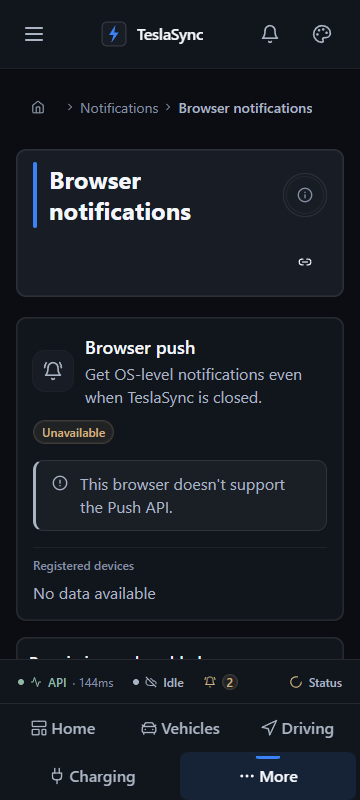 TeslaSync
Notifications
Browser notifications
Browser
notifications
Browser push
Get OS-level notifications even
when TeslaSync is closed.
Unavailable
This browser doesn't support
the Push API.
Registered devices
No data available
API · 144ms
Idle
2
Status
Home
Vehicles
Driving
Charging
More